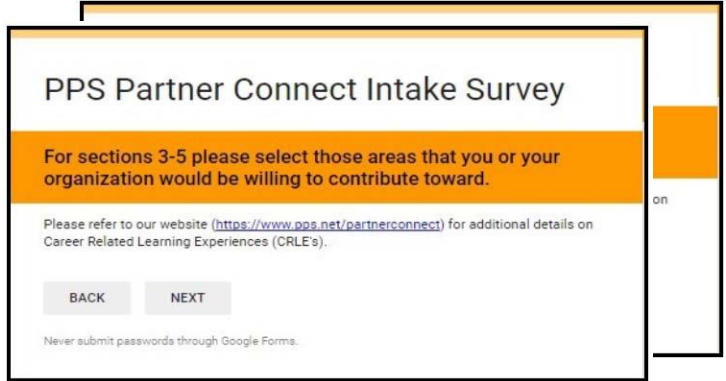 PPS Partner Connect Intake Survey
For sections 3-5 please select those areas that you or your
organization would be willing to contribute toward.
Please refer to our website (https://www.pps.net/partnerconnect) for additional details on
Career Related Learning Experiences (CRLE's).
BACK NEXT
Never submit passwords through Google Forms.
on